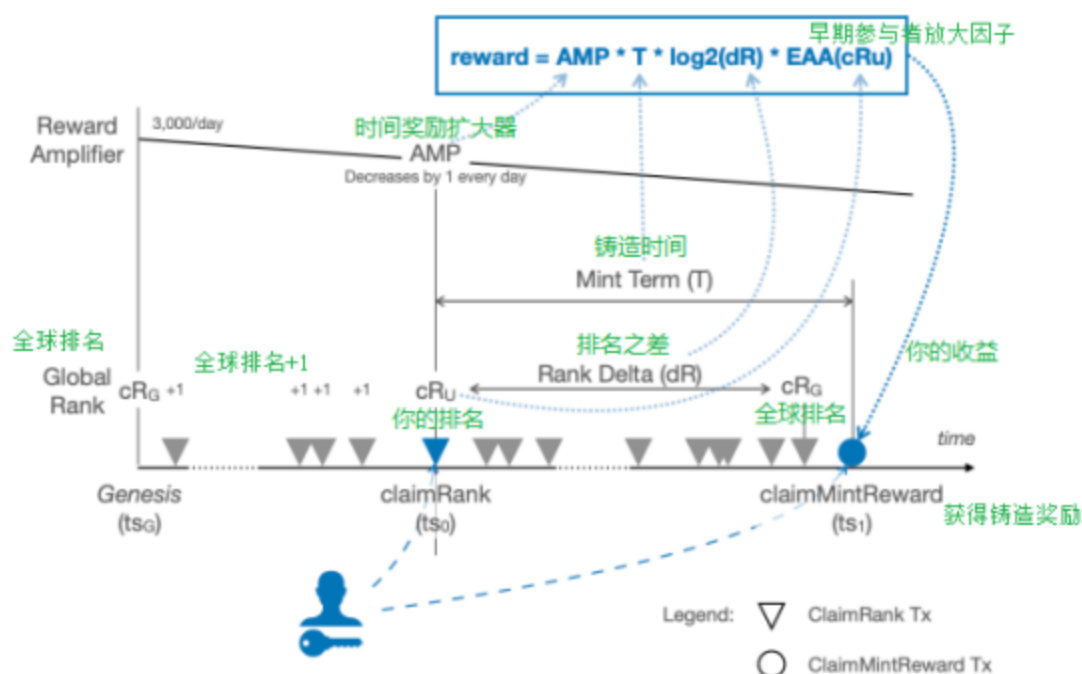 早期参与者放大因子
reward = AMP * T * log2(dR) * EAA(cRu)
Reward
Amplifier
3,000/day
时间奖励扩大器
AMP
Decreases by 1 every day
铸造时间
Mint Term (T)
全球排名
Global
Rank
全球排名+1
cRG +1
+1 +1
+1
cRU
你的排名
排名之差
Rank Delta (dR)
cRG
全球排名
你的收益
time
Genesis
(tsG)
claimRank
(ts0)
claimMintReward
(ts1)
获得铸造奖励
Legend:
ClaimRank Tx
ClaimMintReward Tx